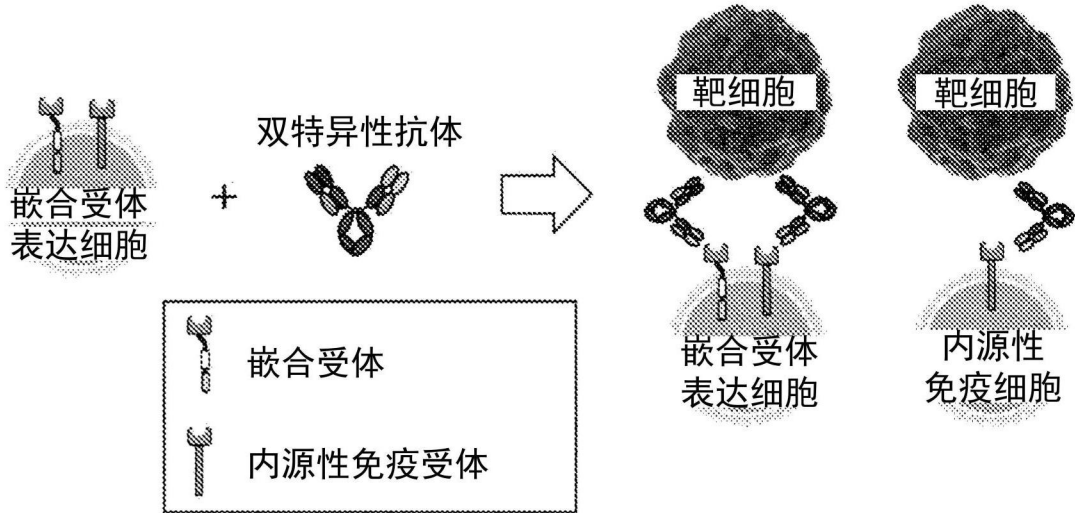 嵌合受体
表达细胞
+
双特异性抗体
靶细胞
靶细胞
嵌合受体
表达细胞
内源性
免疫细胞
嵌合受体
内源性免疫受体